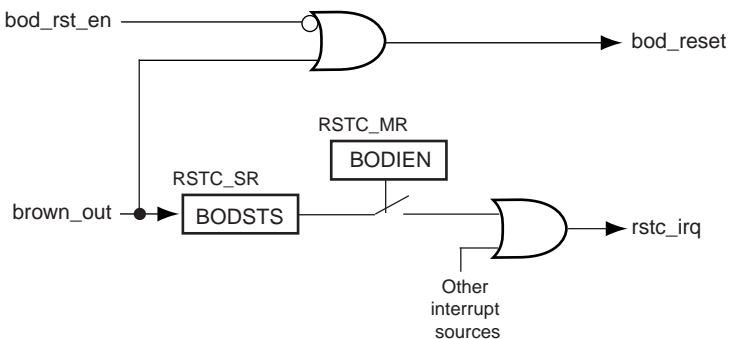 bod_rst_en
bod_reset
RSTC_MR
BODIEN
RSTC_SR
brown_out
BODSTS
rstc_irq
Other
interrupt
sources